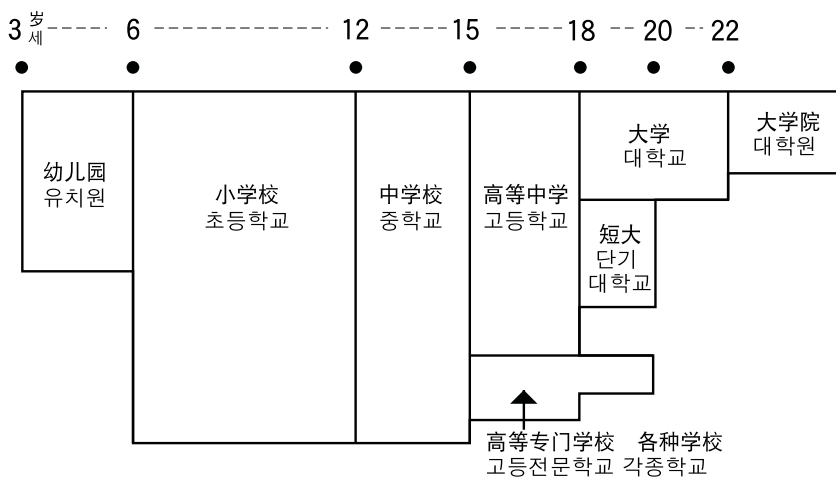 3 岁 세 6 12 15 18 20 22
幼儿园
유치원
小学校
초등학교
中学校
중학교
高等中学
고등학교
大学
대학교
大学院
대학원
短大
단기
대학교
高等专门学校 各种学校
고등전문학교 각종학교